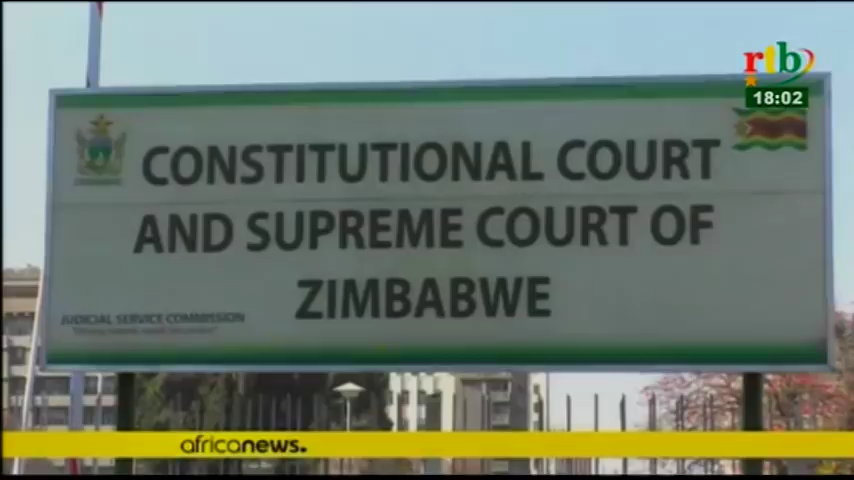 rtb
18:02
CONSTITUTIONAL COURT
AND SUPREME COURT OF
ZIMBABWE
JUDICIAL SERVICE COMMISSION
africanews.